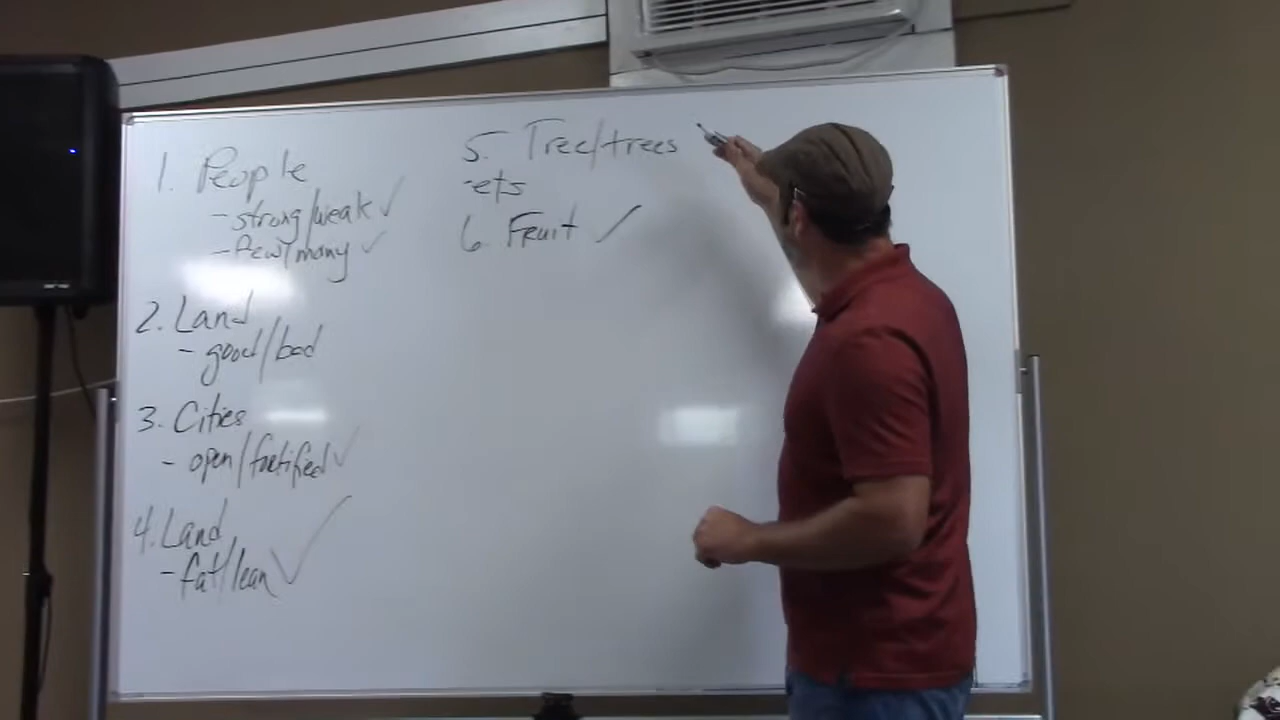 1. People
- strong/weak ✓
- few/many ✓
2. Land
- good/bad
3. Cities
- open/fortified ✓
4. Land
- fat/lean ✓
5. Tree/trees
-ets
6. Fruit ✓